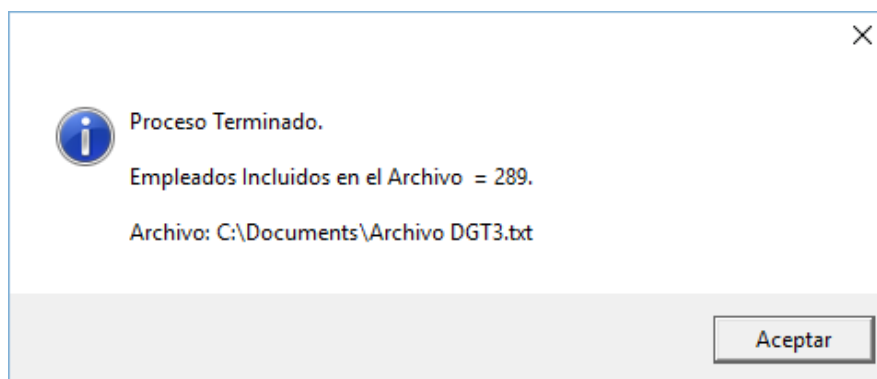 Proceso Terminado.
Empleados Incluidos en el Archivo = 289.
Archivo: C:\Documents\Archivo DGT3.txt
Aceptar